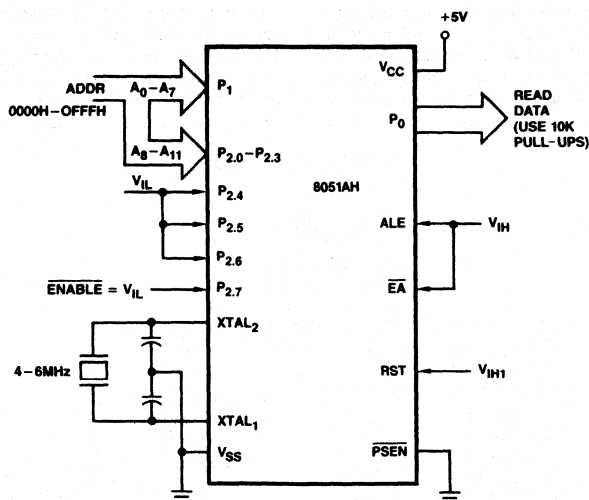 +5V
VCC
ADDR A0–A7 P1
0000H-OFFFH
P0
READ
DATA
(USE 10K
PULL-UPS)
A8–A11 P2.0–P2.3
VIL P2.4
8051AH
P2.5
ALE VIH
P2.6
ENABLE = VIL P2.7
EA
XTAL2
4–6MHz
RST VIH1
XTAL1
VSS
PSEN